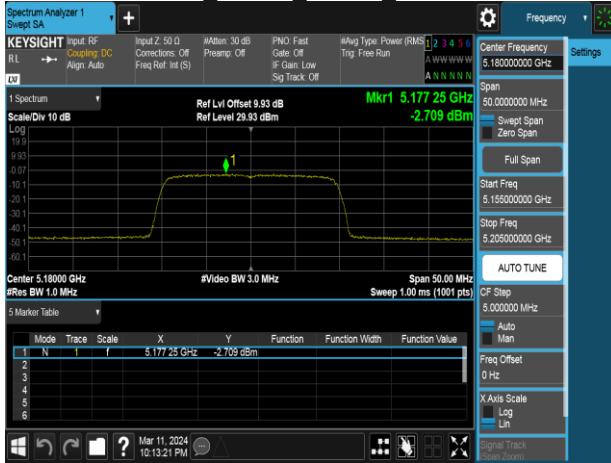 Spectrum Analyzer 1
Swept SA
+
Frequency
KEYSIGHT
RL
Input: RF
Coupling: DC
Align: Auto
Input Z: 50 Ω
Corrections: Off
Freq Ref: Int (S)
#Atten: 30 dB
Preamp: Off
PNO: Fast
Gate: Off
IF Gain: Low
Sig Track: Off
#Avg Type: Power (RMS
Trig: Free Run
1 2 3 4 5 6
A WW WW W
A N N N N N
LXI
1 Spectrum
Scale/Div 10 dB
Ref Lvl Offset 9.93 dB
Ref Level 29.93 dBm
Mkr1 5.177 25 GHz
-2.709 dBm
Log
19.9
9.93
-0.07
-10.1
-20.1
-30.1
-40.1
-50.1
-60.1
1
Center 5.18000 GHz
#Res BW 1.0 MHz
#Video BW 3.0 MHz
Span 50.00 MHz
Sweep 1.00 ms (1001 pts)
5 Marker Table
Mode Trace Scale X Y Function Function Width Function Value
1 N 1 f 5.177 25 GHz -2.709 dBm
2
3
4
5
6
Mar 11, 2024
10:13:21 PM
?
Center Frequency
5.180000000 GHz
Settings
Span
50.0000000 MHz
Swept Span
Zero Span
Full Span
Start Freq
5.155000000 GHz
Stop Freq
5.205000000 GHz
AUTO TUNE
CF Step
5.000000 MHz
Auto
Man
Freq Offset
0 Hz
X Axis Scale
Log
Lin
Signal Track
(Span Zoom)